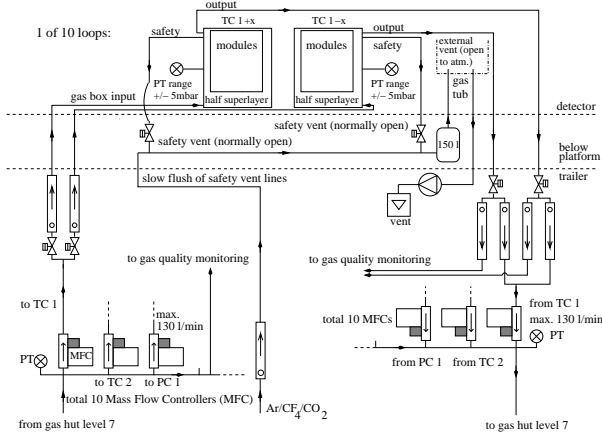 output
TC 1+x
TC 1−x
output
1 of 10 loops:
safety
modules
modules
safety
external
vent (open
to atm.)
gas
tub
PT range
+/− 5mbar
PT range
+/− 5mbar
gas box input
half superlayer
half superlayer
detector
safety vent (normally open)
safety vent (normally open)
150 l
below
platform
trailer
slow flush of safety vent lines
vent
to gas quality monitoring
to gas quality monitoring
to TC 1
max.
130 l/min
from TC 1
max. 130 l/min
total 10 MFCs
PT
PT
MFC
from PC 1
from TC 2
to TC 2
to PC 1
total 10 Mass Flow Controllers (MFC)
Ar/CF4/CO2
from gas hut level 7
to gas hut level 7